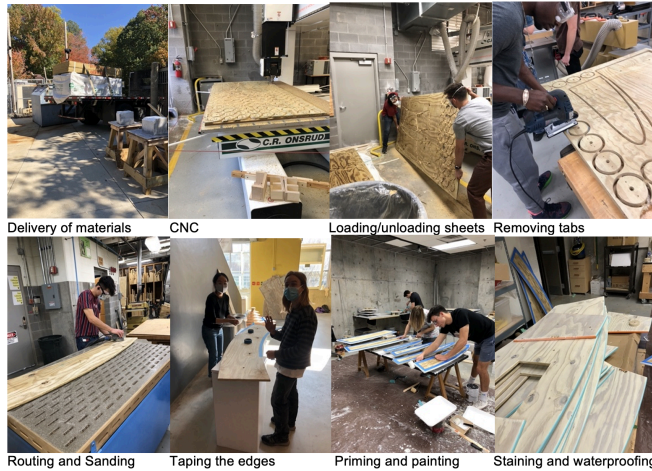 C.R. ONSRUD
Delivery of materials
CNC
Loading/unloading sheets
Removing tabs
Routing and Sanding
Taping the edges
Priming and painting
Staining and waterproofing